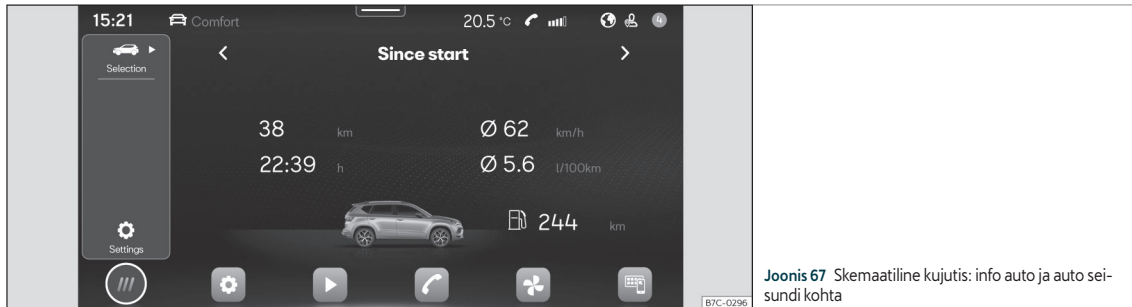 15:21 Comfort 20.5 °C 4
Selection
Since start
38 km Ø 62 km/h
22:39 h Ø 5.6 l/100km
244 km
Settings
B7C-0296
Joonis 67 Skemaatiline kujutis: info auto ja auto sei-
sundi kohta